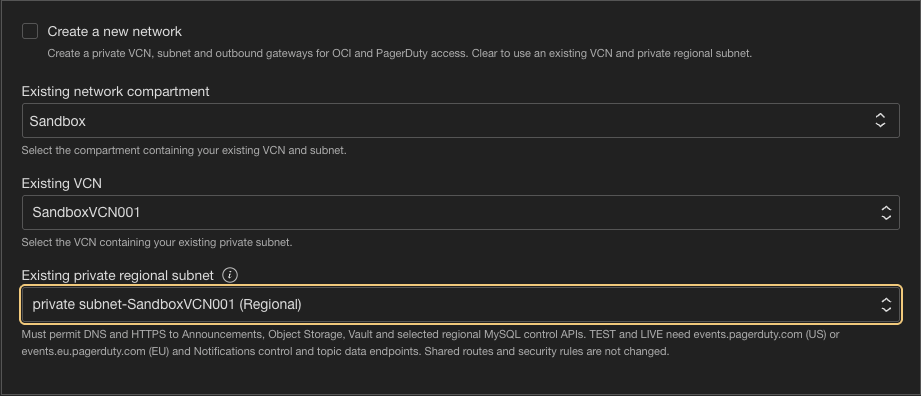 Create a new network
Create a private VCN, subnet and outbound gateways for OCI and PagerDuty access. Clear to use an existing VCN and private regional subnet.
Existing network compartment
Sandbox
Select the compartment containing your existing VCN and subnet.
Existing VCN
SandboxVCN001
Select the VCN containing your existing private subnet.
Existing private regional subnet i
private subnet-SandboxVCN001 (Regional)
Must permit DNS and HTTPS to Announcements, Object Storage, Vault and selected regional MySQL control APIs. TEST and LIVE need events.pagerduty.com (US) or
events.eu.pagerduty.com (EU) and Notifications control and topic data endpoints. Shared routes and security rules are not changed.